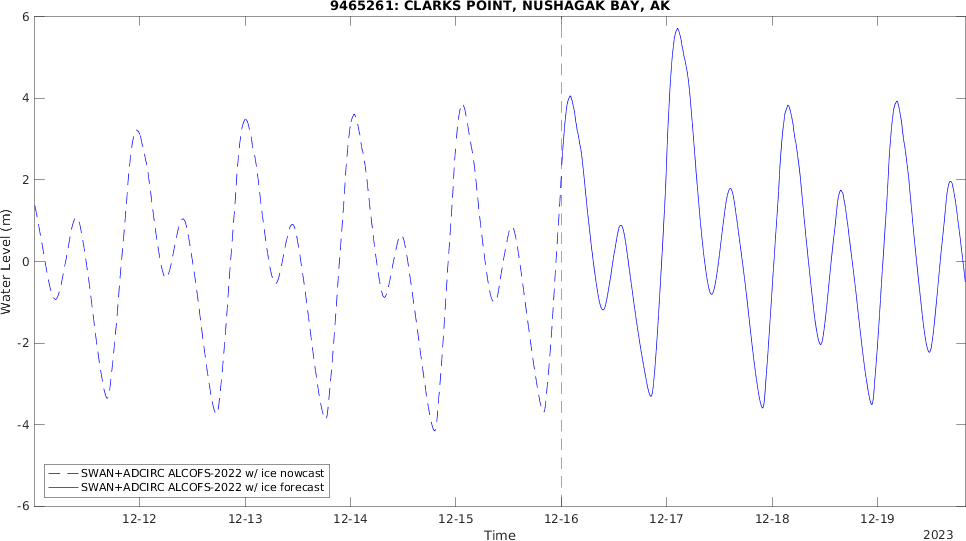 9465261: CLARKS POINT, NUSHAGAK BAY, AK
6
4
2
0
-2
-4
-6
Water Level (m)
SWAN+ADCIRC ALCOFS-2022 w/ ice nowcast
SWAN+ADCIRC ALCOFS-2022 w/ ice forecast
12-12 12-13 12-14 12-15 12-16 12-17 12-18 12-19
Time
2023